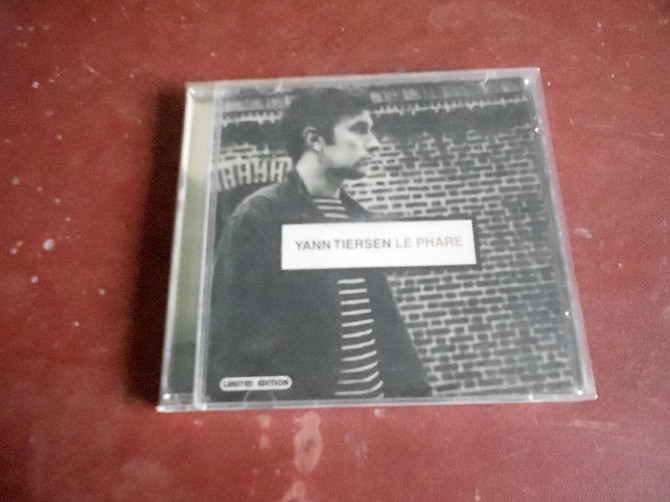 YANN TIERSEN LE PHARE
LIMITED EDITION